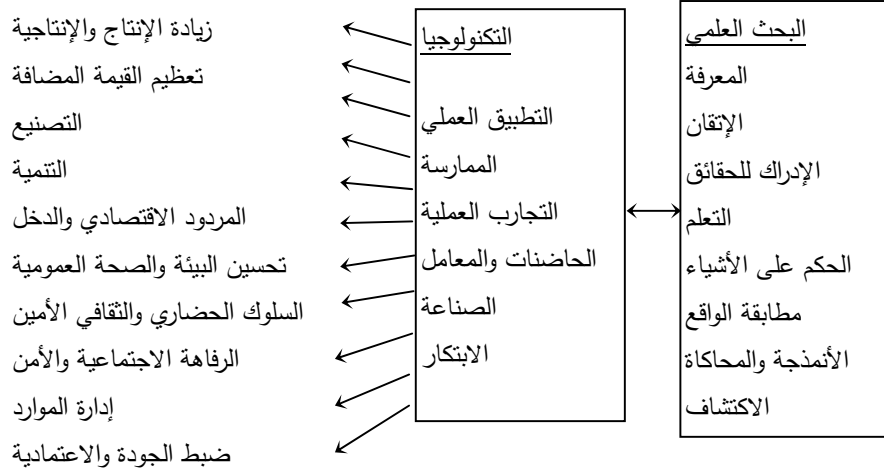 البحث العلمي
المعرفة
الإتقان
الإدراك للحقائق
التعلم
الحكم على الأشياء
مطابقة الواقع
الأنمذجة والمحاكاة
الاكتشاف
التكنولوجيا
التطبيق العملي
الممارسة
التجارب العملية
الحاضنات والمعامل
الصناعة
الابتكار
زيادة الإنتاج والإنتاجية
تعظيم القيمة المضافة
التصنيع
التنمية
المردود الاقتصادي والدخل
تحسين البيئة والصحة العمومية
السلوك الحضاري والثقافي الأمين
الرفاهة الاجتماعية والأمن
إدارة الموارد
ضبط الجودة والاعتمادية